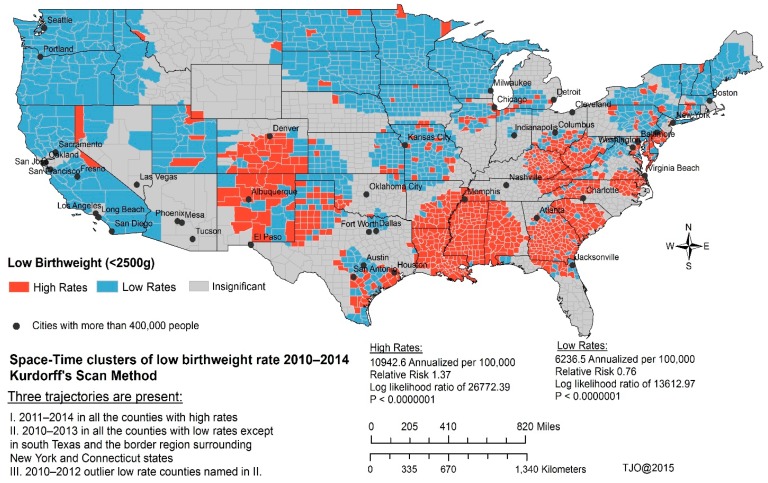 Seattle
Portland
Milwaukee
Detroit
Boston
Chicago
Cleveland
New York
Sacramento
Denver
Kansas City
Indianapolis
Columbus
Washington
Baltimore
San Jo
Oakland
San Francisco
Fresno
Las Vegas
Virginia Beach
Nashville
Albuquerque
Oklahoma City
Memphis
Charlotte
Los Angeles
Long Beach
Phoenix
Mesa
San Diego
Tucson
Fort Worth
Dallas
Atlanta
El Paso
Austin
San Antonio
Houston
Jacksonville
N
W
E
S
Low Birthweight (<2500g)
High Rates
Low Rates
Insignificant
Cities with more than 400,000 people
Space-Time clusters of low birthweight rate 2010–2014
Kurdorff's Scan Method
Three trajectories are present:
I. 2011–2014 in all the counties with high rates
II. 2010–2013 in all the counties with low rates except
in south Texas and the border region surrounding
New York and Connecticut states
III. 2010–2012 outlier low rate counties named in II.
High Rates:
10942.6 Annualized per 100,000
Relative Risk 1.37
Log likelihood ratio of 26772.39
P < 0.0000001
Low Rates:
6236.5 Annualized per 100,000
Relative Risk 0.76
Log likelihood ratio of 13612.97
P < 0.0000001
0 205 410 820 Miles
0 335 670 1,340 Kilometers
TJO@2015